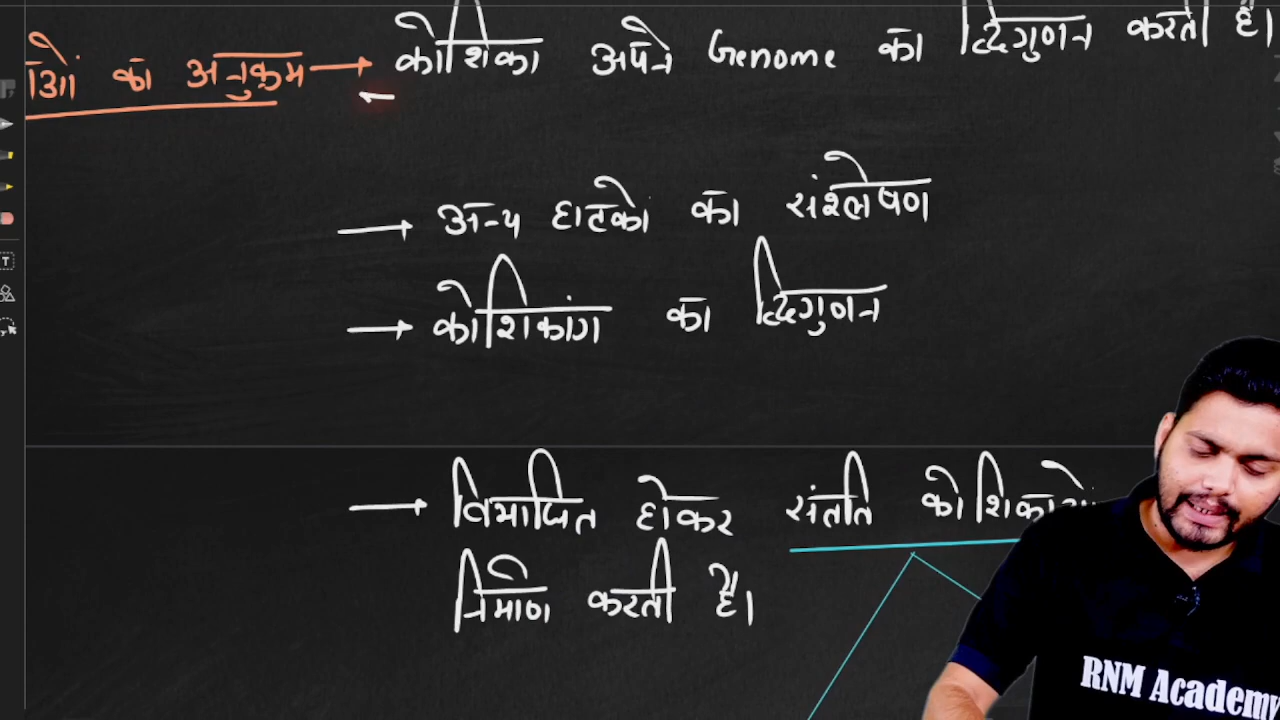 का अनुक्रम → कोशिका अपने Genome का द्विगुणन करती है।
→ अन्य घटकों का संश्लेषण
→ कोशिकांग का द्विगुणन
→ विभाजित होकर संतति
निर्माण करती है।
RNM Academy